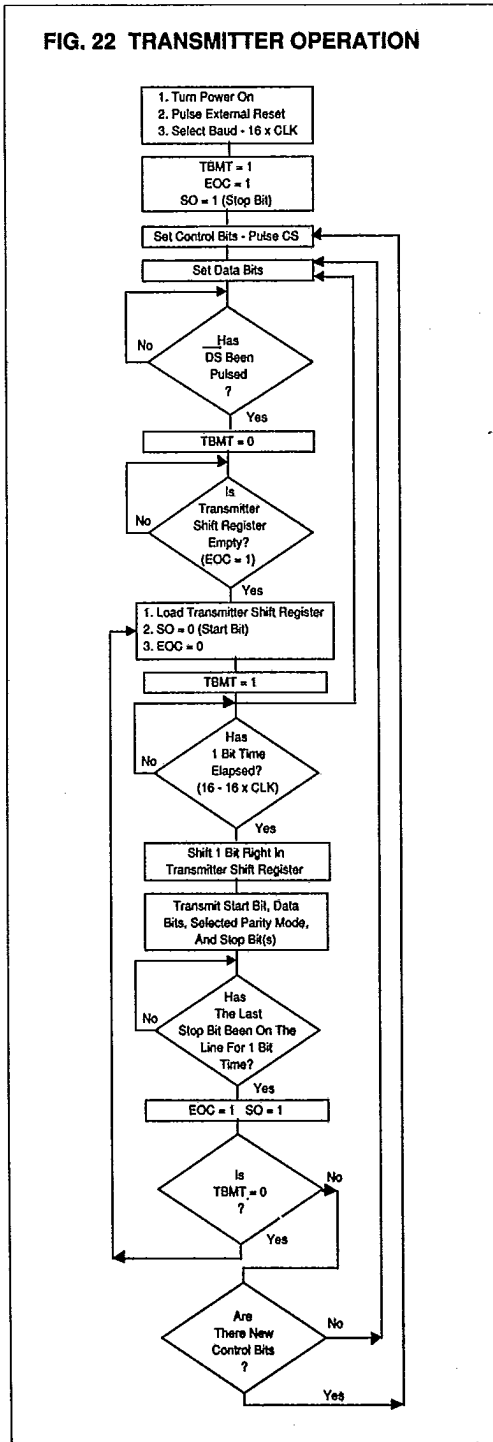 FIG. 22 TRANSMITTER OPERATION
1. Turn Power On
2. Pulse External Reset
3. Select Baud - 16 x CLK
TBMT = 1
EOC = 1
SO = 1 (Stop Bit)
Set Control Bits - Pulse CS
Set Data Bits
No
Has
D̅S̅ Been
Pulsed
?
Yes
TBMT = 0
Is
Transmitter
Shift Register
Empty?
(EOC = 1)
No
Yes
1. Load Transmitter Shift Register
2. SO = 0 (Start Bit)
3. EOC = 0
TBMT = 1
Has
1 Bit Time
Elapsed?
(16 - 16 x CLK)
No
Yes
Shift 1 Bit Right In
Transmitter Shift Register
Transmit Start Bit, Data
Bits, Selected Parity Mode,
And Stop Bit(s)
Has
The Last
Stop Bit Been On The
Line For 1 Bit
Time?
No
Yes
EOC = 1 SO = 1
Is
TBMT = 0
?
No
Yes
Are
There New
Control Bits
?
No
Yes